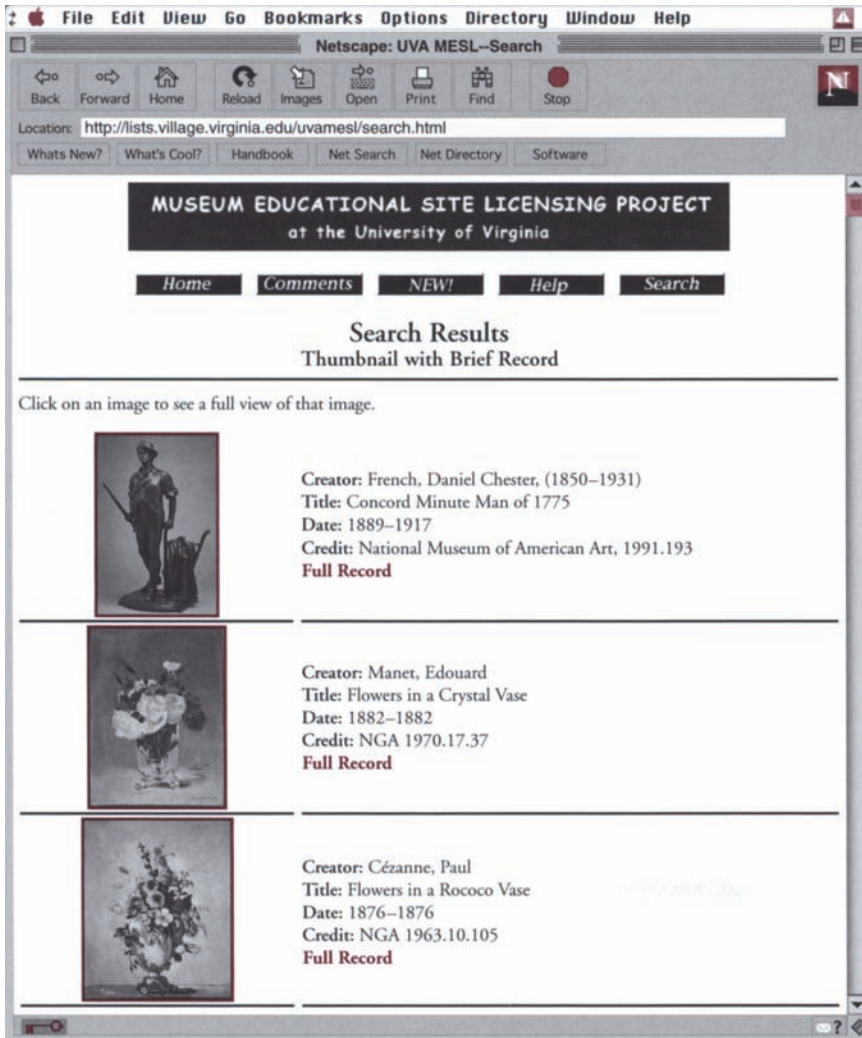 File Edit View Go Bookmarks Options Directory Window Help
Netscape: UVA MESL--Search
Back Forward Home Reload Images Open Print Find Stop
N
Location: http://lists.village.virginia.edu/uvamesl/search.html
Whats New? What's Cool? Handbook Net Search Net Directory Software
MUSEUM EDUCATIONAL SITE LICENSING PROJECT
at the University of Virginia
Home Comments NEW! Help Search
Search Results
Thumbnail with Brief Record
Click on an image to see a full view of that image.
Creator: French, Daniel Chester, (1850–1931)
Title: Concord Minute Man of 1775
Date: 1889–1917
Credit: National Museum of American Art, 1991.193
Full Record
Creator: Manet, Edouard
Title: Flowers in a Crystal Vase
Date: 1882–1882
Credit: NGA 1970.17.37
Full Record
Creator: Cézanne, Paul
Title: Flowers in a Rococo Vase
Date: 1876–1876
Credit: NGA 1963.10.105
Full Record
?